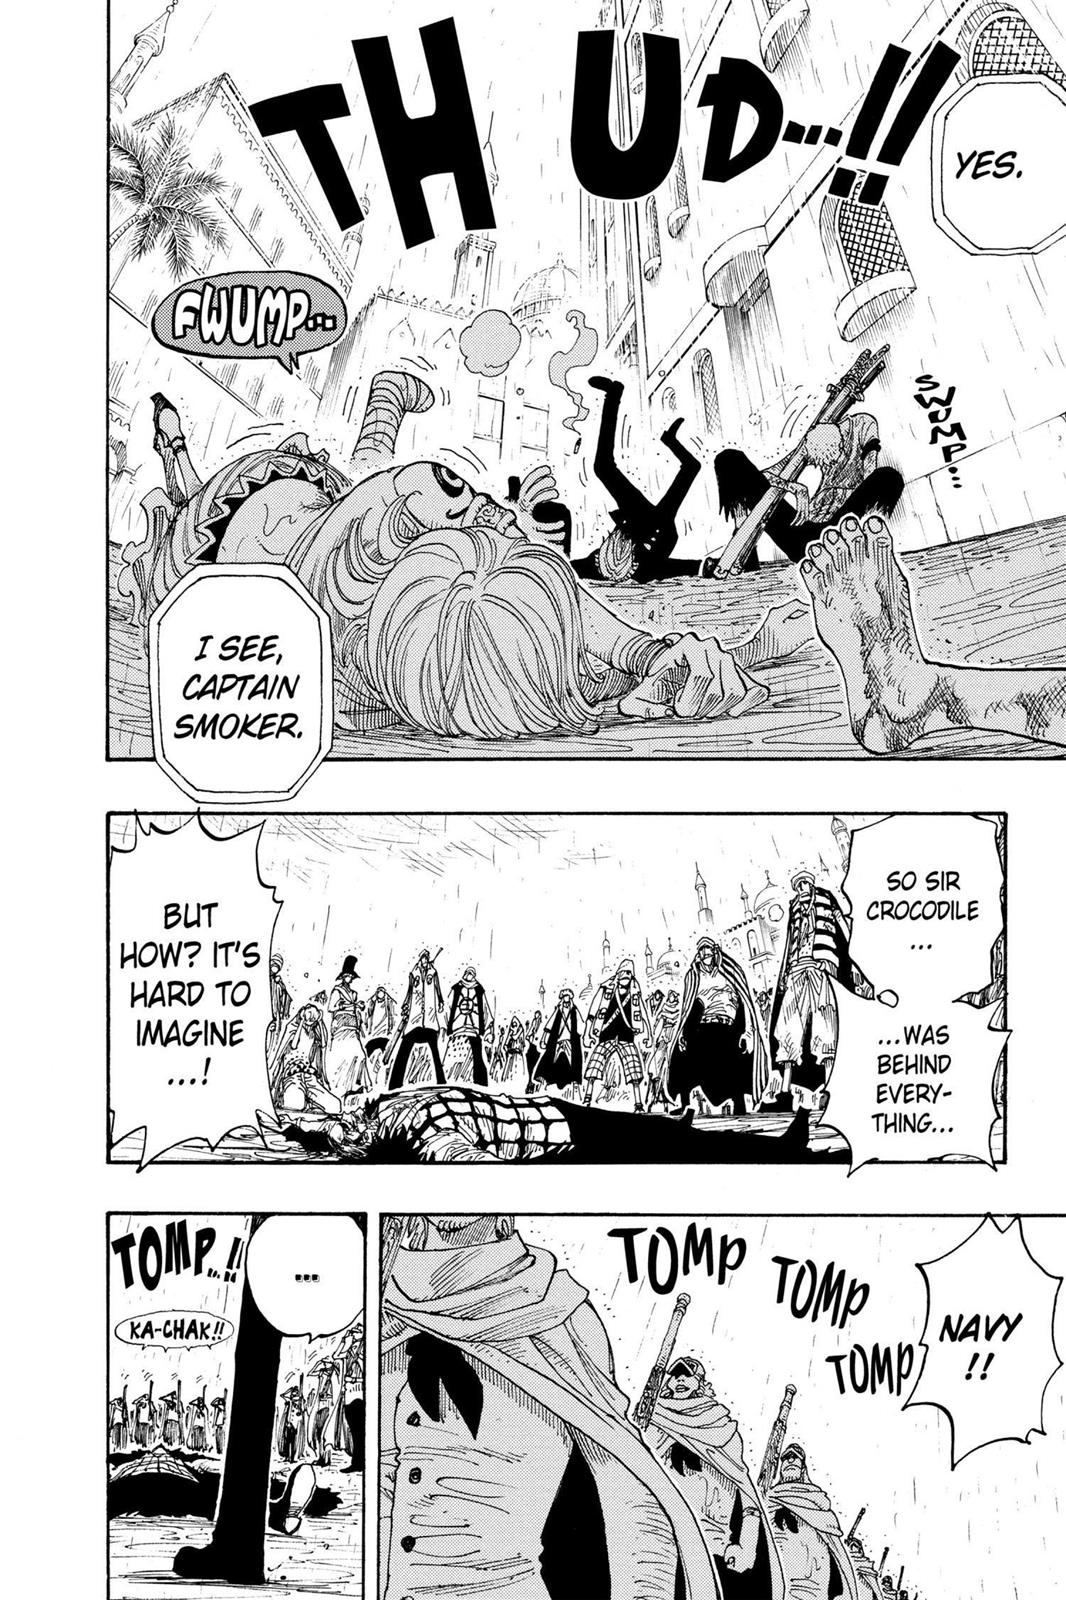 TH UD...!!
YES.
FWUMP...
SWUMP...
I SEE,
CAPTAIN
SMOKER.
SO SIR
CROCODILE
...
...WAS
BEHIND
EVERY-
THING...
BUT
HOW? IT'S
HARD TO
IMAGINE
...!
NAVY
!!
TOMP
TOMP
TOMP
...
TOMP...!!
KA-CHAK!!